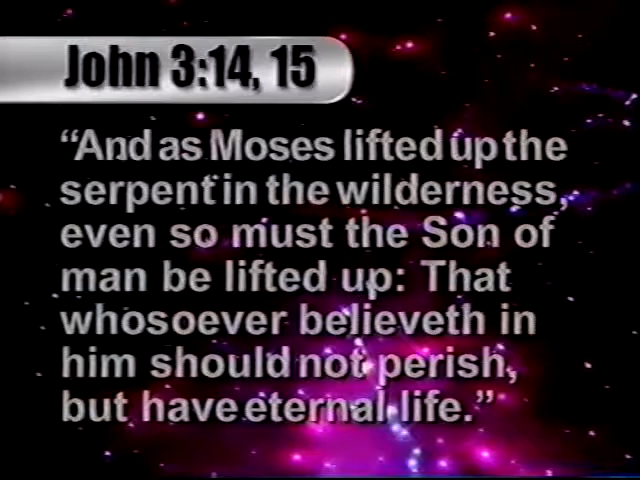 John 3:14, 15
“And as Moses lifted up the
serpent in the wilderness,
even so must the Son of
man be lifted up: That
whosoever believeth in
him should not perish,
but have eternal life.”